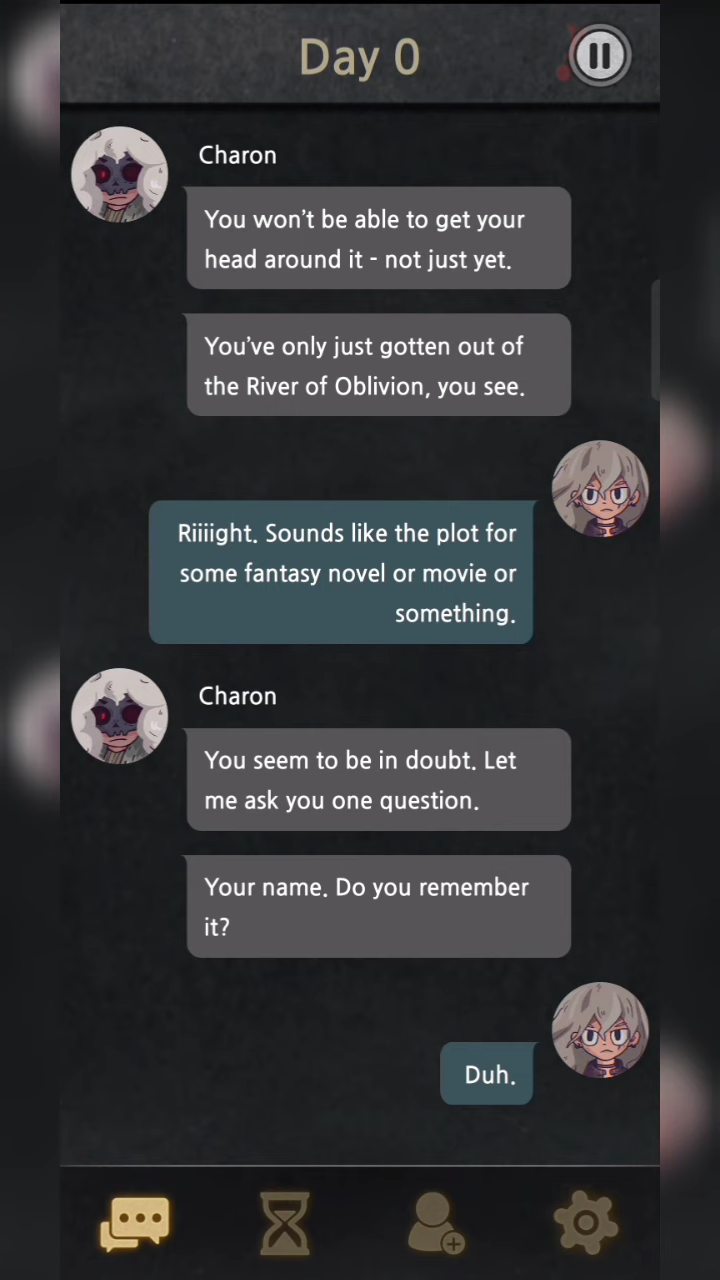 Day 0
Charon
You won't be able to get your
head around it - not just yet.
You've only just gotten out of
the River of Oblivion, you see.
Riiiight. Sounds like the plot for
some fantasy novel or movie or
something.
Charon
You seem to be in doubt. Let
me ask you one question.
Your name. Do you remember
it?
Duh.